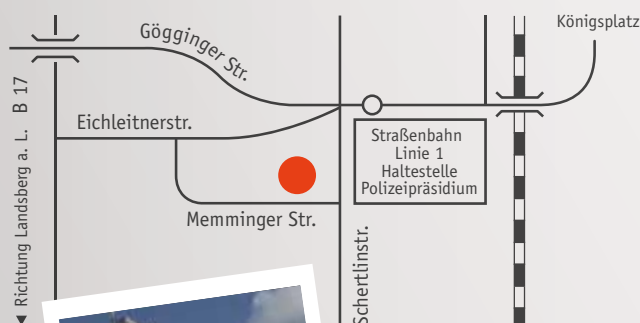 Königsplatz
Gögginger Str.
◄ Richtung Landsberg a. L. B 17
Eichleitnerstr.
Straßenbahn
Linie 1
Haltestelle
Polizeipräsidium
Memminger Str.
Schertlinstr.